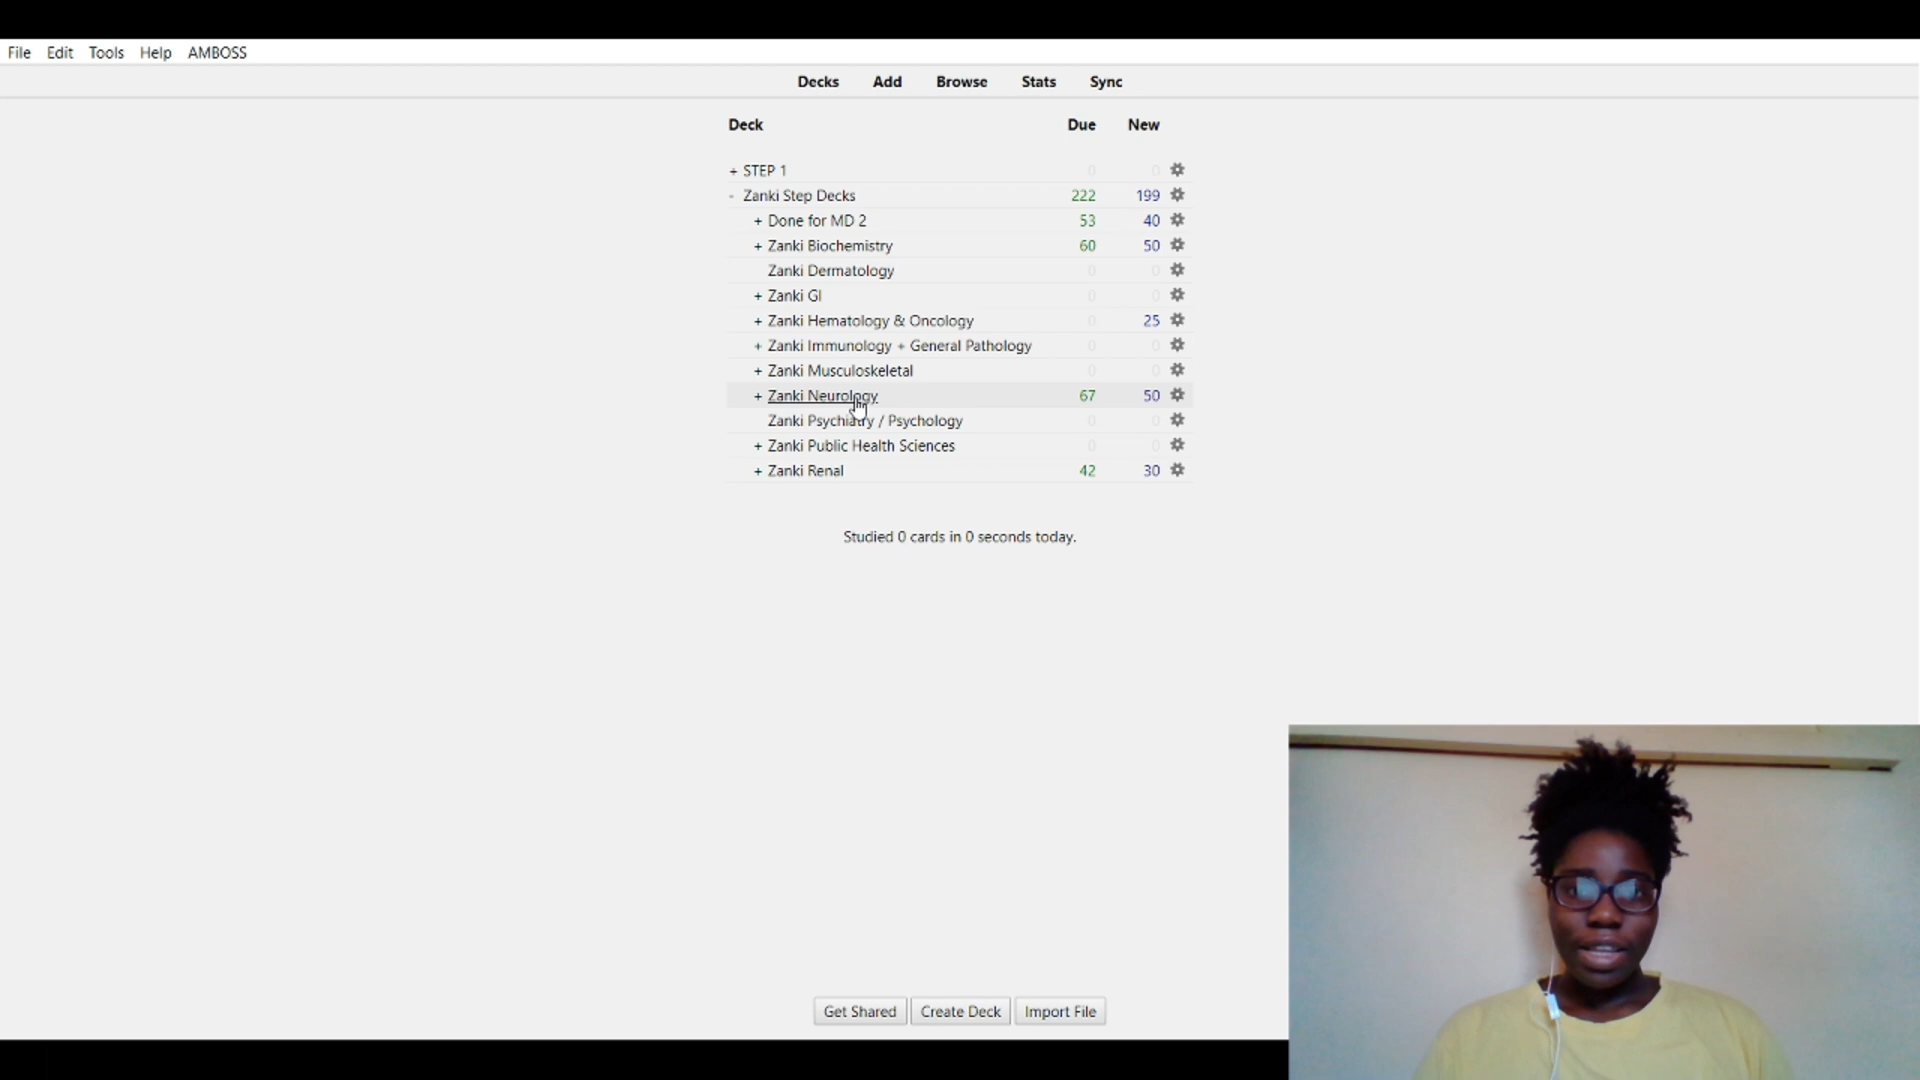 File Edit Tools Help AMBOSS
Decks Add Browse Stats Sync
Deck Due New
+ STEP 1 0 0
- Zanki Step Decks 222 199
+ Done for MD 2 53 40
+ Zanki Biochemistry 60 50
Zanki Dermatology 0 0
+ Zanki GI 0 0
+ Zanki Hematology & Oncology 0 25
+ Zanki Immunology + General Pathology 0 0
+ Zanki Musculoskeletal 0 0
+ Zanki Neurology 67 50
Zanki Psychiatry / Psychology 0 0
+ Zanki Public Health Sciences 0 0
+ Zanki Renal 42 30
Studied 0 cards in 0 seconds today.
Get Shared Create Deck Import File